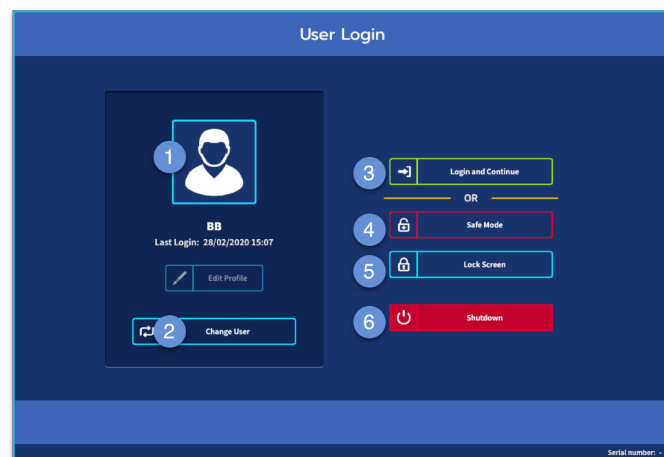 User Login
1
BB
Last Login: 28/02/2020 15:07
Edit Profile
2
Change User
3
Login and Continue
OR
4
Safe Mode
5
Lock Screen
6
Shutdown
Serial number: -